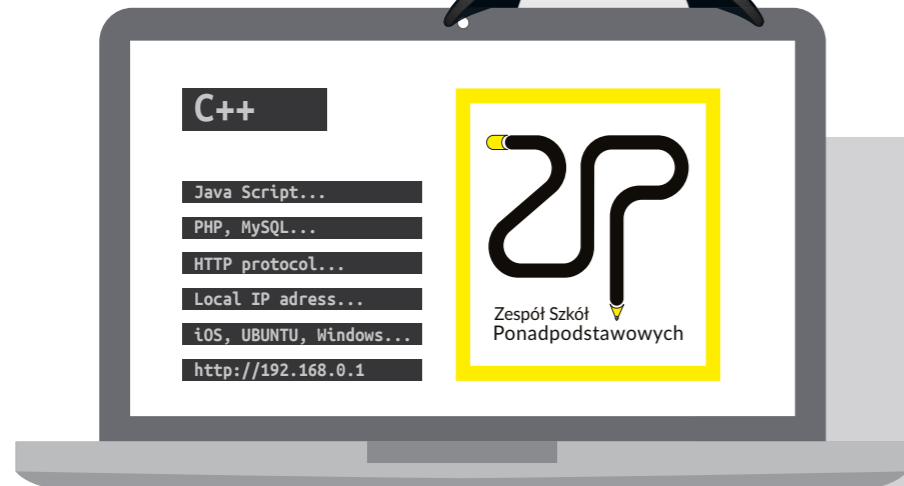 C++
Java Script...
PHP, MySQL...
HTTP protocol...
Local IP adress...
iOS, UBUNTU, Windows...
http://192.168.0.1
ZSP
Zespół Szkół
Ponadpodstawowych